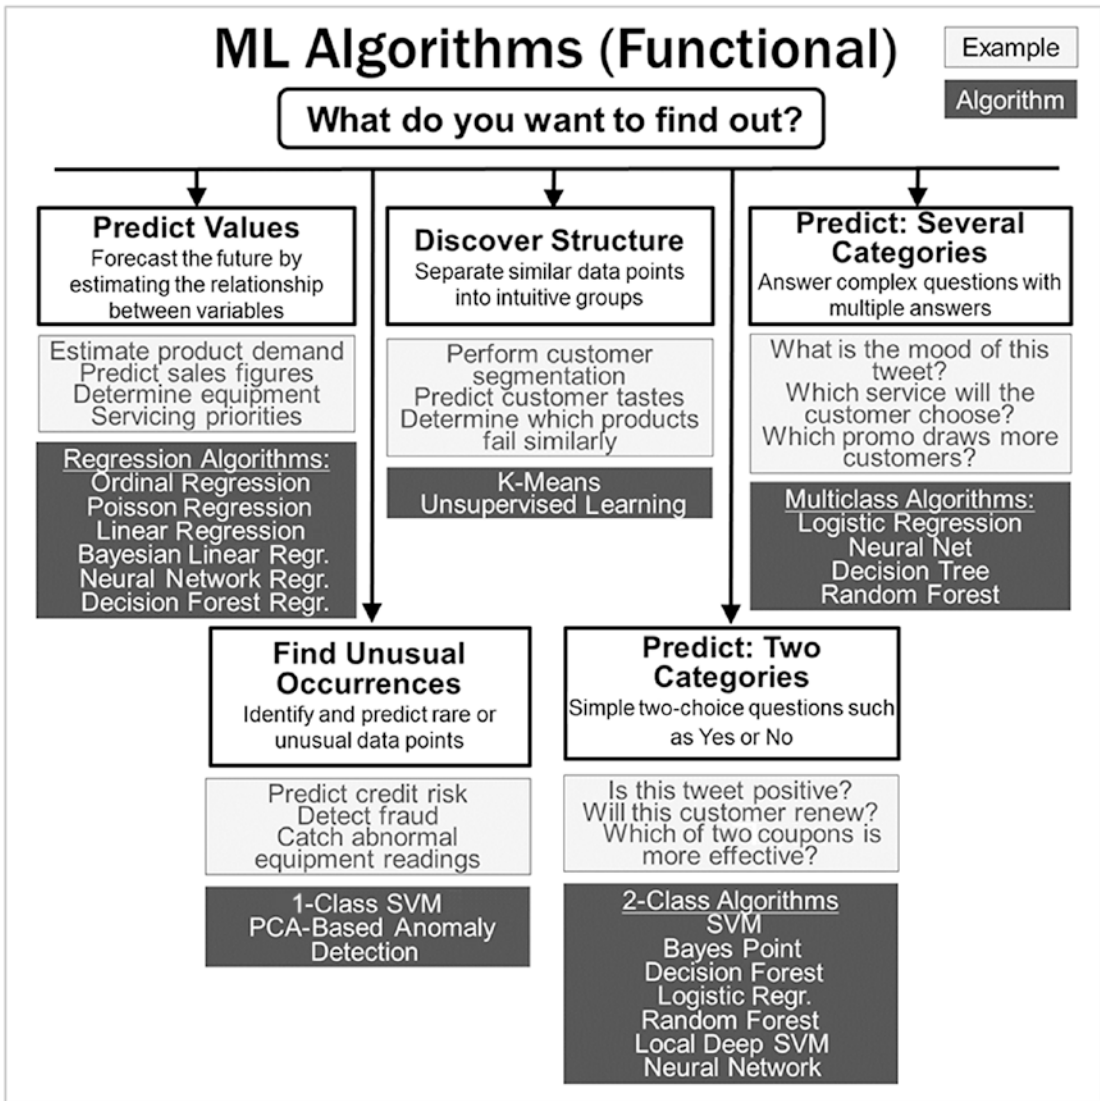 ML Algorithms (Functional)
Example
Algorithm
What do you want to find out?
Predict Values
Forecast the future by
estimating the relationship
between variables
Estimate product demand
Predict sales figures
Determine equipment
Servicing priorities
Regression Algorithms:
Ordinal Regression
Poisson Regression
Linear Regression
Bayesian Linear Regr.
Neural Network Regr.
Decision Forest Regr.
Discover Structure
Separate similar data points
into intuitive groups
Perform customer
segmentation
Predict customer tastes
Determine which products
fail similarly
K-Means
Unsupervised Learning
Predict: Several
Categories
Answer complex questions with
multiple answers
What is the mood of this
tweet?
Which service will the
customer choose?
Which promo draws more
customers?
Multiclass Algorithms:
Logistic Regression
Neural Net
Decision Tree
Random Forest
Find Unusual
Occurrences
Identify and predict rare or
unusual data points
Predict credit risk
Detect fraud
Catch abnormal
equipment readings
1-Class SVM
PCA-Based Anomaly
Detection
Predict: Two
Categories
Simple two-choice questions such
as Yes or No
Is this tweet positive?
Will this customer renew?
Which of two coupons is
more effective?
2-Class Algorithms
SVM
Bayes Point
Decision Forest
Logistic Regr.
Random Forest
Local Deep SVM
Neural Network